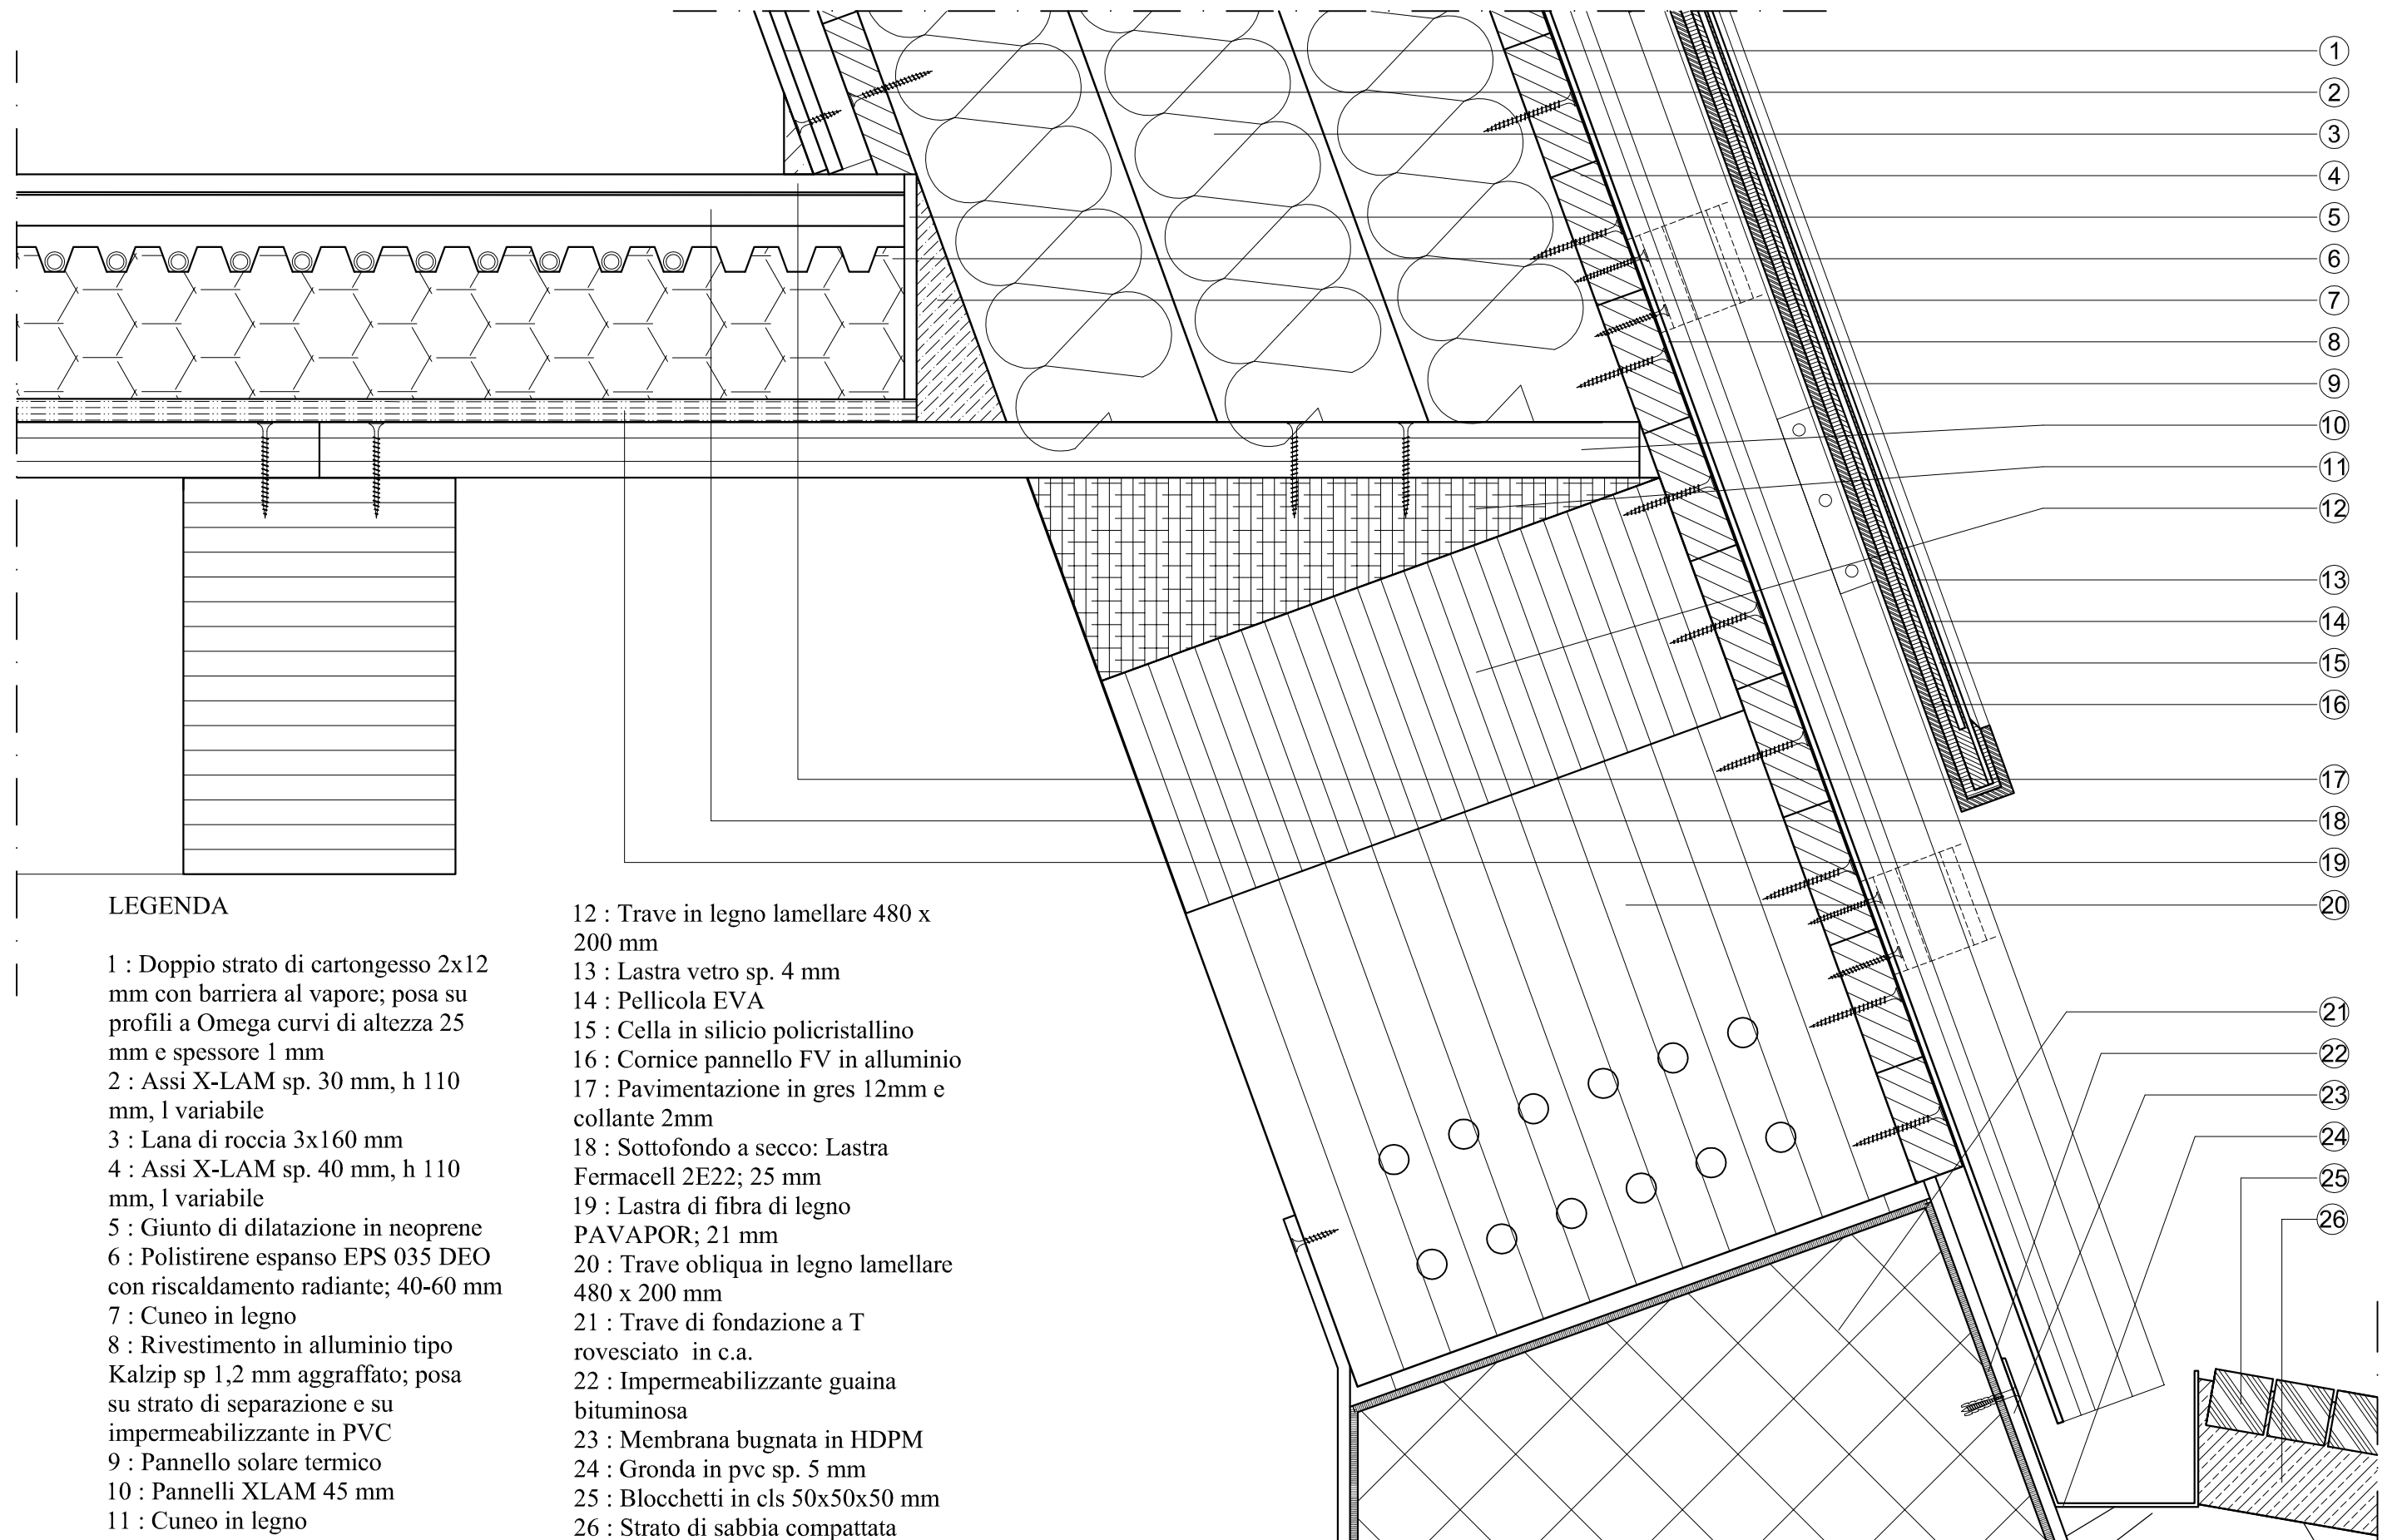 1
2
3
4
5
6
7
8
9
10
11
12
13
14
15
16
17
18
19
20
21
22
23
24
25
26
LEGENDA
1 : Doppio strato di cartongesso 2x12
mm con barriera al vapore; posa su
profili a Omega curvi di altezza 25
mm e spessore 1 mm
2 : Assi X-LAM sp. 30 mm, h 110
mm, l variabile
3 : Lana di roccia 3x160 mm
4 : Assi X-LAM sp. 40 mm, h 110
mm, l variabile
5 : Giunto di dilatazione in neoprene
6 : Polistirene espanso EPS 035 DEO
con riscaldamento radiante; 40-60 mm
7 : Cuneo in legno
8 : Rivestimento in alluminio tipo
Kalzip sp 1,2 mm aggraffato; posa
su strato di separazione e su
impermeabilizzante in PVC
9 : Pannello solare termico
10 : Pannelli XLAM 45 mm
11 : Cuneo in legno
12 : Trave in legno lamellare 480 x
200 mm
13 : Lastra vetro sp. 4 mm
14 : Pellicola EVA
15 : Cella in silicio policristallino
16 : Cornice pannello FV in alluminio
17 : Pavimentazione in gres 12mm e
collante 2mm
18 : Sottofondo a secco: Lastra
Fermacell 2E22; 25 mm
19 : Lastra di fibra di legno
PAVAPOR; 21 mm
20 : Trave obliqua in legno lamellare
480 x 200 mm
21 : Trave di fondazione a T
rovesciato in c.a.
22 : Impermeabilizzante guaina
bituminosa
23 : Membrana bugnata in HDPM
24 : Gronda in pvc sp. 5 mm
25 : Blocchetti in cls 50x50x50 mm
26 : Strato di sabbia compattata